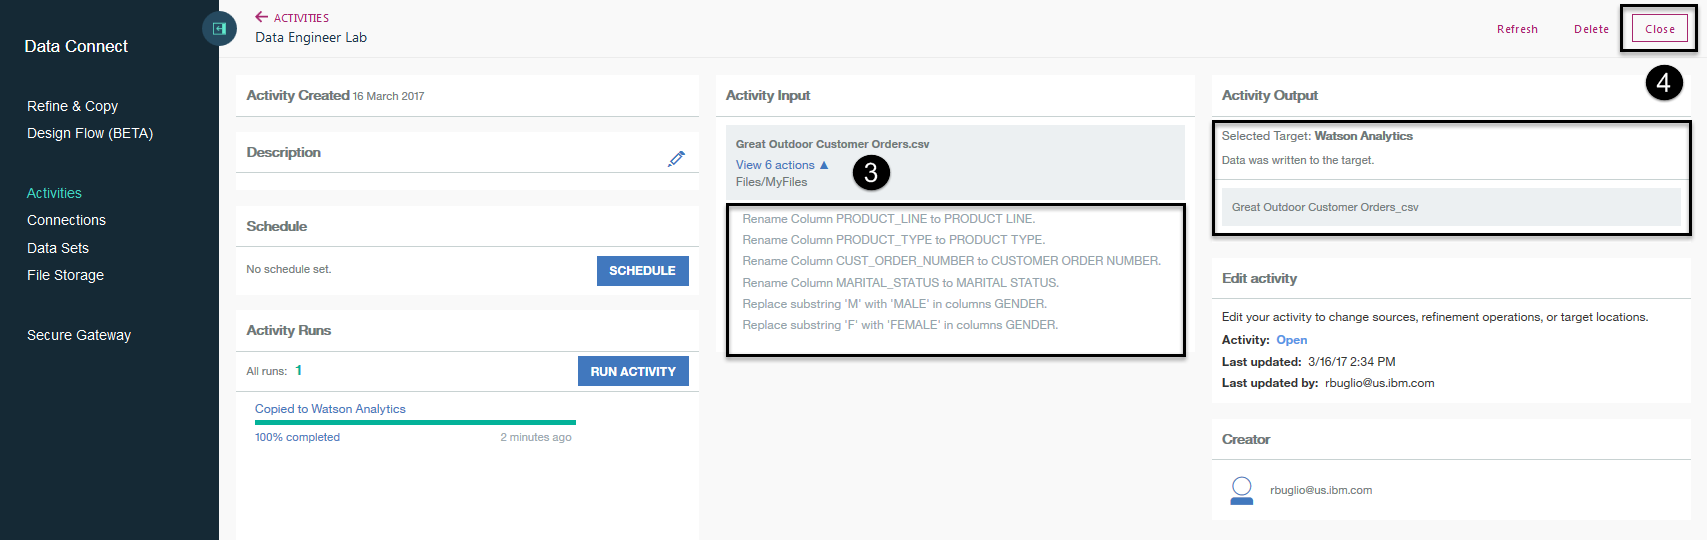 Data Connect
Refine & Copy
Design Flow (BETA)
Activities
Connections
Data Sets
File Storage
Secure Gateway
← ACTIVITIES
Data Engineer Lab
Refresh
Delete
Close
4
Activity Created 16 March 2017
Description
Schedule
No schedule set.
SCHEDULE
Activity Runs
All runs: 1
RUN ACTIVITY
Copied to Watson Analytics
100% completed
2 minutes ago
Activity Input
Great Outdoor Customer Orders.csv
View 6 actions ▲
Files/MyFiles
3
Rename Column PRODUCT_LINE to PRODUCT LINE.
Rename Column PRODUCT_TYPE to PRODUCT TYPE.
Rename Column CUST_ORDER_NUMBER to CUSTOMER ORDER NUMBER.
Rename Column MARITAL_STATUS to MARITAL STATUS.
Replace substring 'M' with 'MALE' in columns GENDER.
Replace substring 'F' with 'FEMALE' in columns GENDER.
Activity Output
Selected Target: Watson Analytics
Data was written to the target.
Great Outdoor Customer Orders_csv
Edit activity
Edit your activity to change sources, refinement operations, or target locations.
Activity: Open
Last updated: 3/16/17 2:34 PM
Last updated by: rbuglio@us.ibm.com
Creator
rbuglio@us.ibm.com